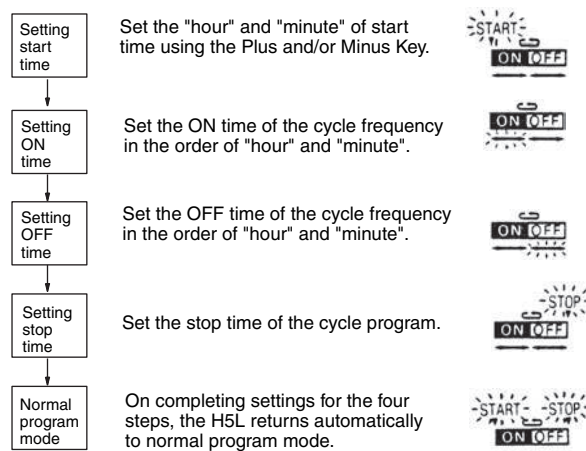 Setting
start
time
Set the "hour" and "minute" of start
time using the Plus and/or Minus Key.
START
ON OFF
Setting
ON
time
Set the ON time of the cycle frequency
in the order of "hour" and "minute".
ON OFF
Setting
OFF
time
Set the OFF time of the cycle frequency
in the order of "hour" and "minute".
ON OFF
Setting
stop
time
Set the stop time of the cycle program.
STOP
ON OFF
Normal
program
mode
On completing settings for the four
steps, the H5L returns automatically
to normal program mode.
START STOP
ON OFF